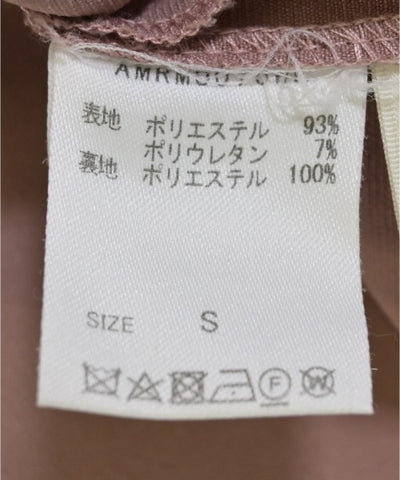 表地 ポリエステル 93%
ポリウレタン 7%
裏地 ポリエステル 100%
SIZE S
F W